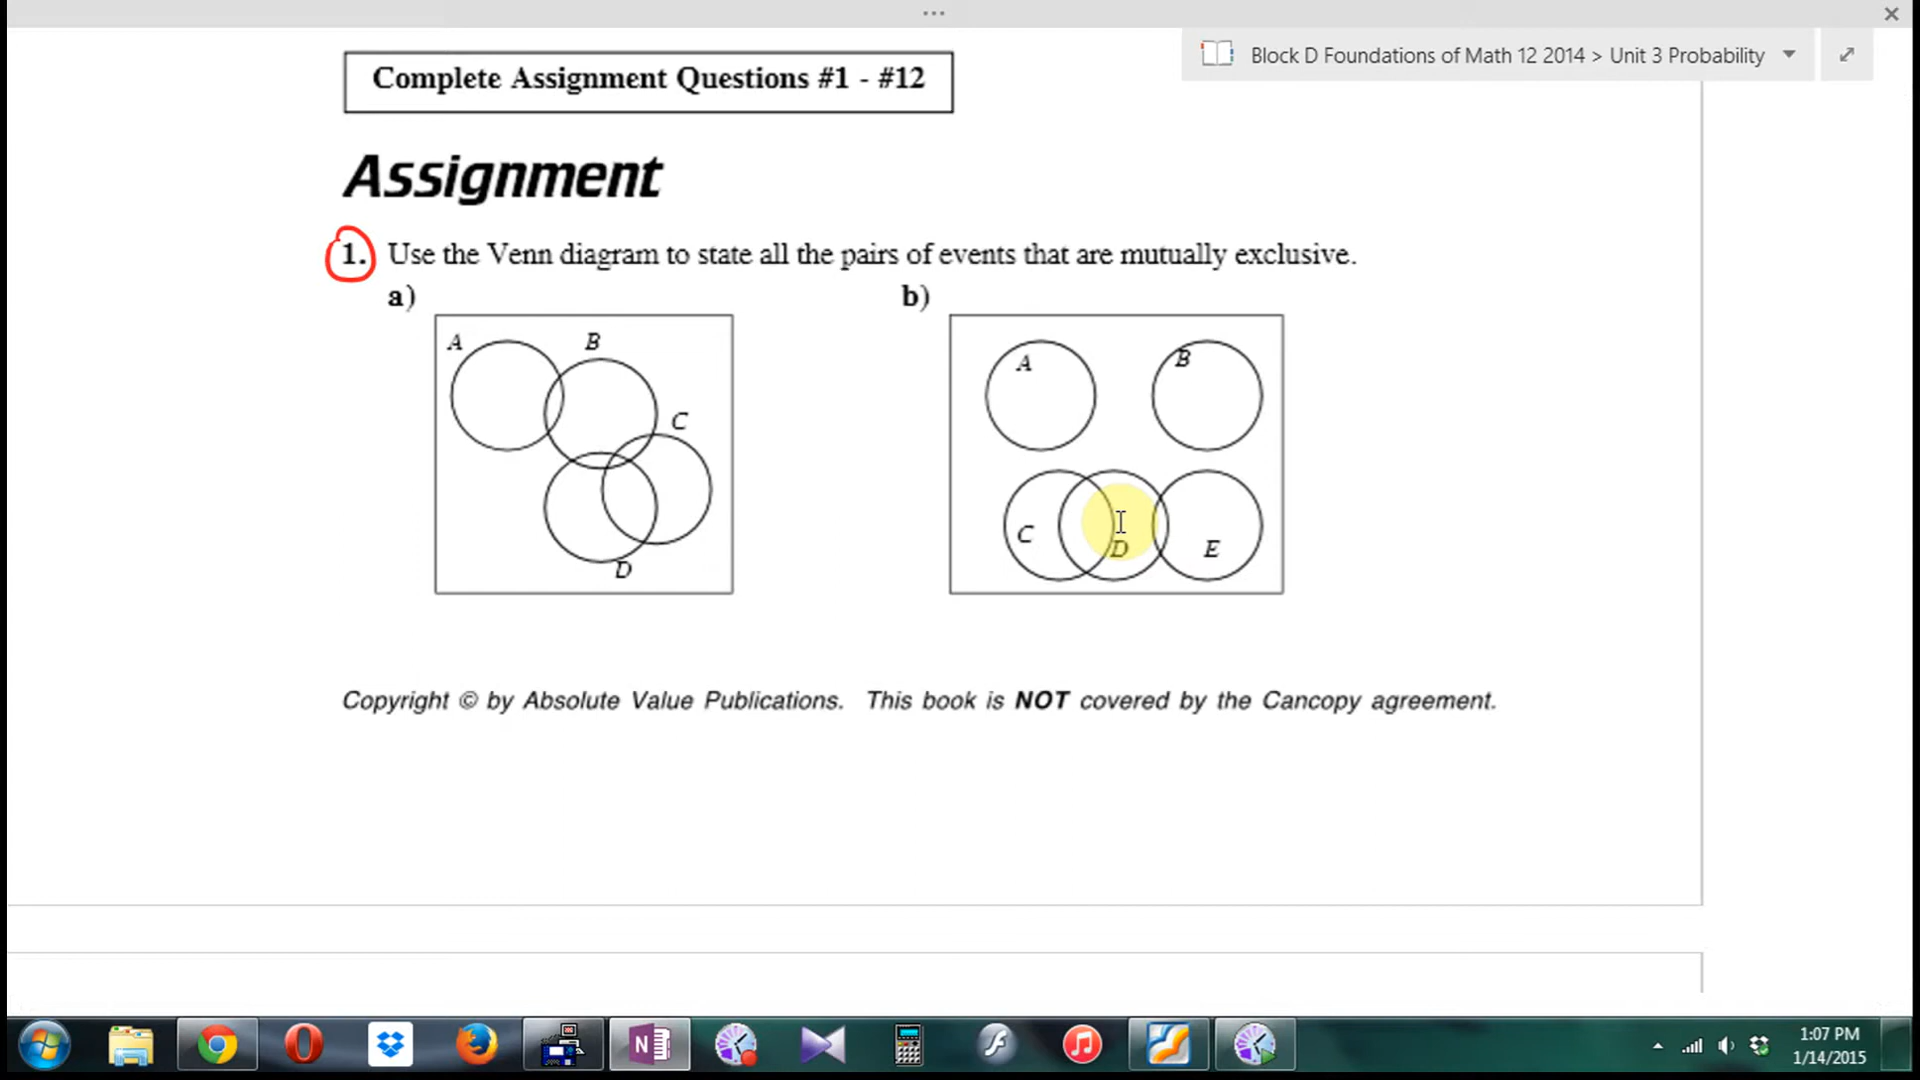 Block D Foundations of Math 12 2014 > Unit 3 Probability
Complete Assignment Questions #1 - #12
Assignment
1. Use the Venn diagram to state all the pairs of events that are mutually exclusive.
a) b)
A B C D
A B C D E
Copyright © by Absolute Value Publications. This book is NOT covered by the Cancopy agreement.
N
1:07 PM
1/14/2015